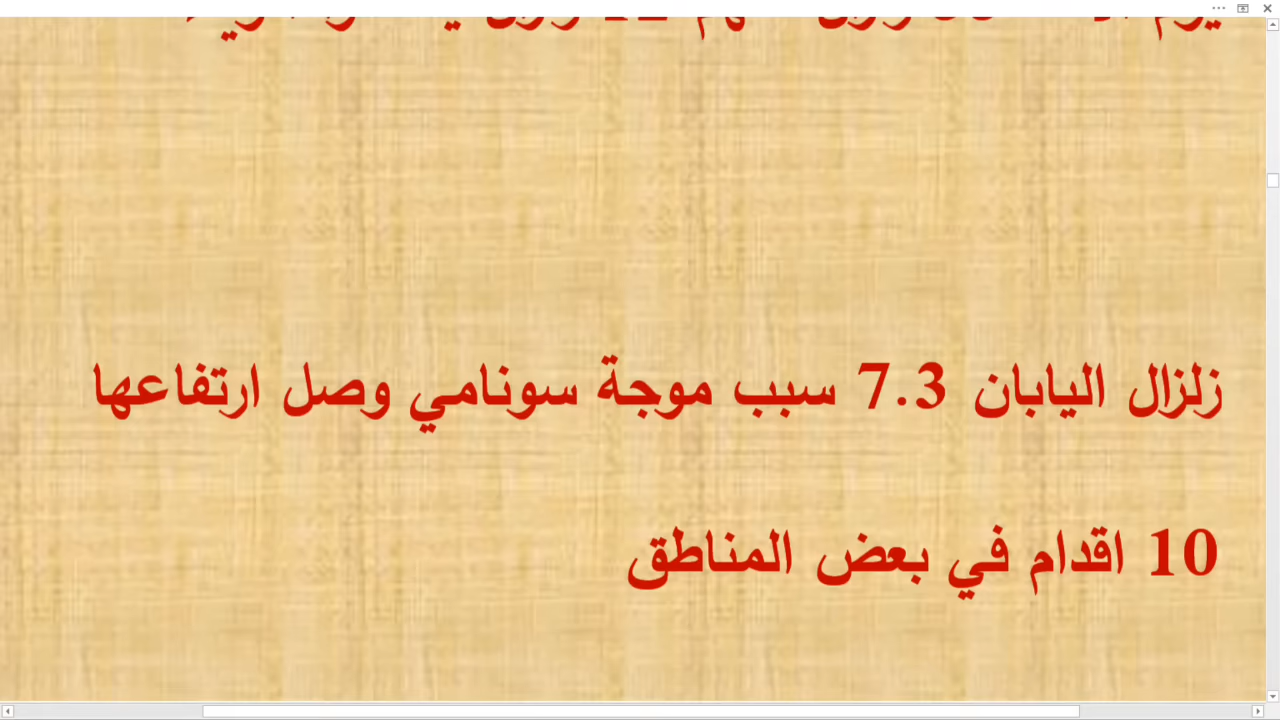 زلزال اليابان 7.3 سبب موجة سونامي وصل ارتفاعها
10 اقدام في بعض المناطق